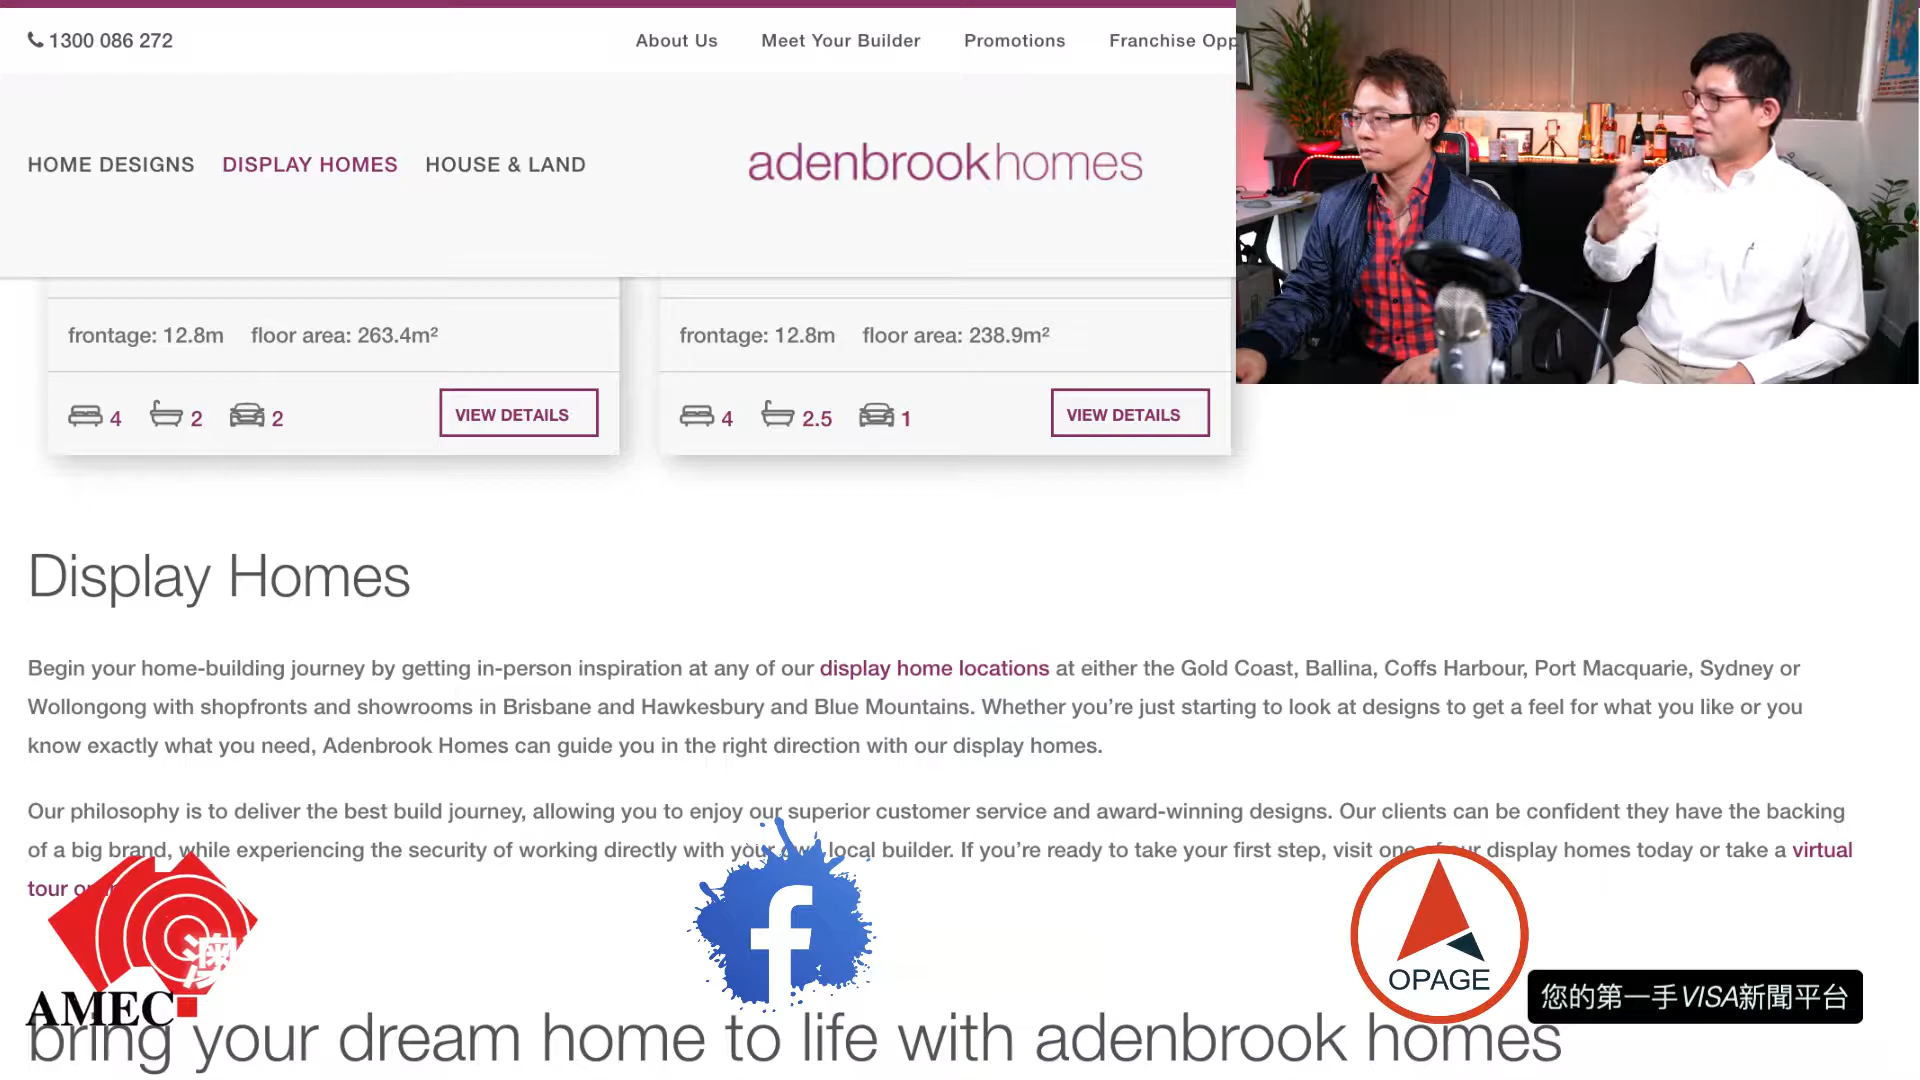 1300 086 272
About Us
Meet Your Builder
Promotions
Franchise Opp
HOME DESIGNS
DISPLAY HOMES
HOUSE & LAND
adenbrookhomes
frontage: 12.8m
floor area: 263.4m²
frontage: 12.8m
floor area: 238.9m²
4
2
2
VIEW DETAILS
4
2.5
1
VIEW DETAILS
Display Homes
Begin your home-building journey by getting in-person inspiration at any of our display home locations at either the Gold Coast, Ballina, Coffs Harbour, Port Macquarie, Sydney or
Wollongong with shopfronts and showrooms in Brisbane and Hawkesbury and Blue Mountains. Whether you’re just starting to look at designs to get a feel for what you like or you
know exactly what you need, Adenbrook Homes can guide you in the right direction with our display homes.
Our philosophy is to deliver the best build journey, allowing you to enjoy our superior customer service and award-winning designs. Our clients can be confident they have the backing
of a big brand, while experiencing the security of working directly with your own local builder. If you’re ready to take your first step, visit one of our display homes today or take a virtual
tour
澳
AMEC
f
OPAGE
您的第一手VISA新聞平台
bring your dream home to life with adenbrook homes